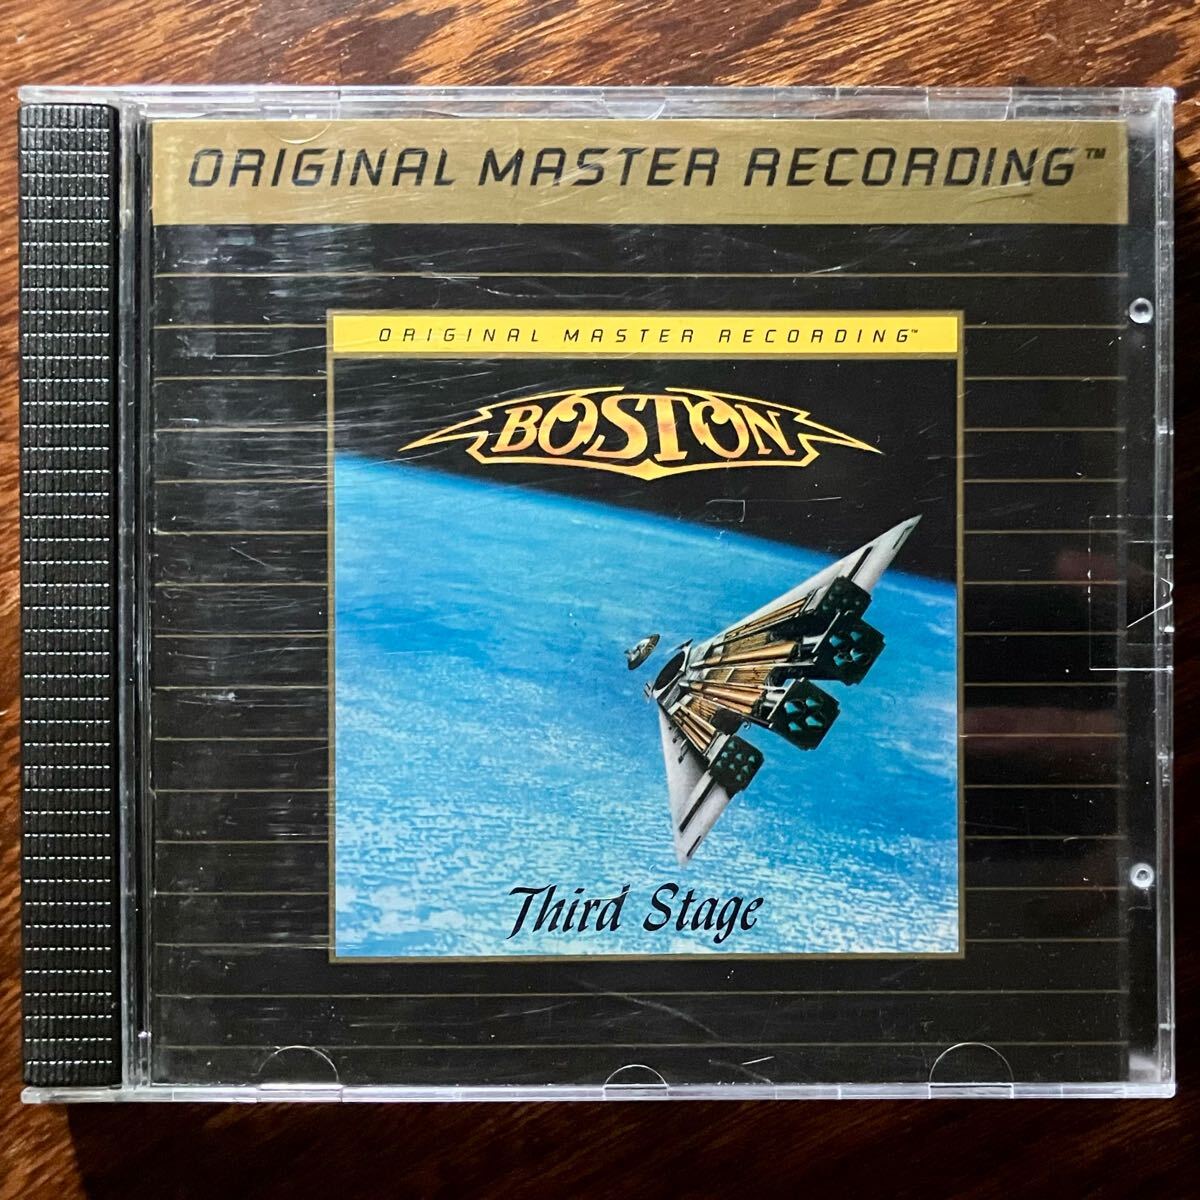 ORIGINAL MASTER RECORDING™
ORIGINAL MASTER RECORDING™
BOSTON
Third Stage